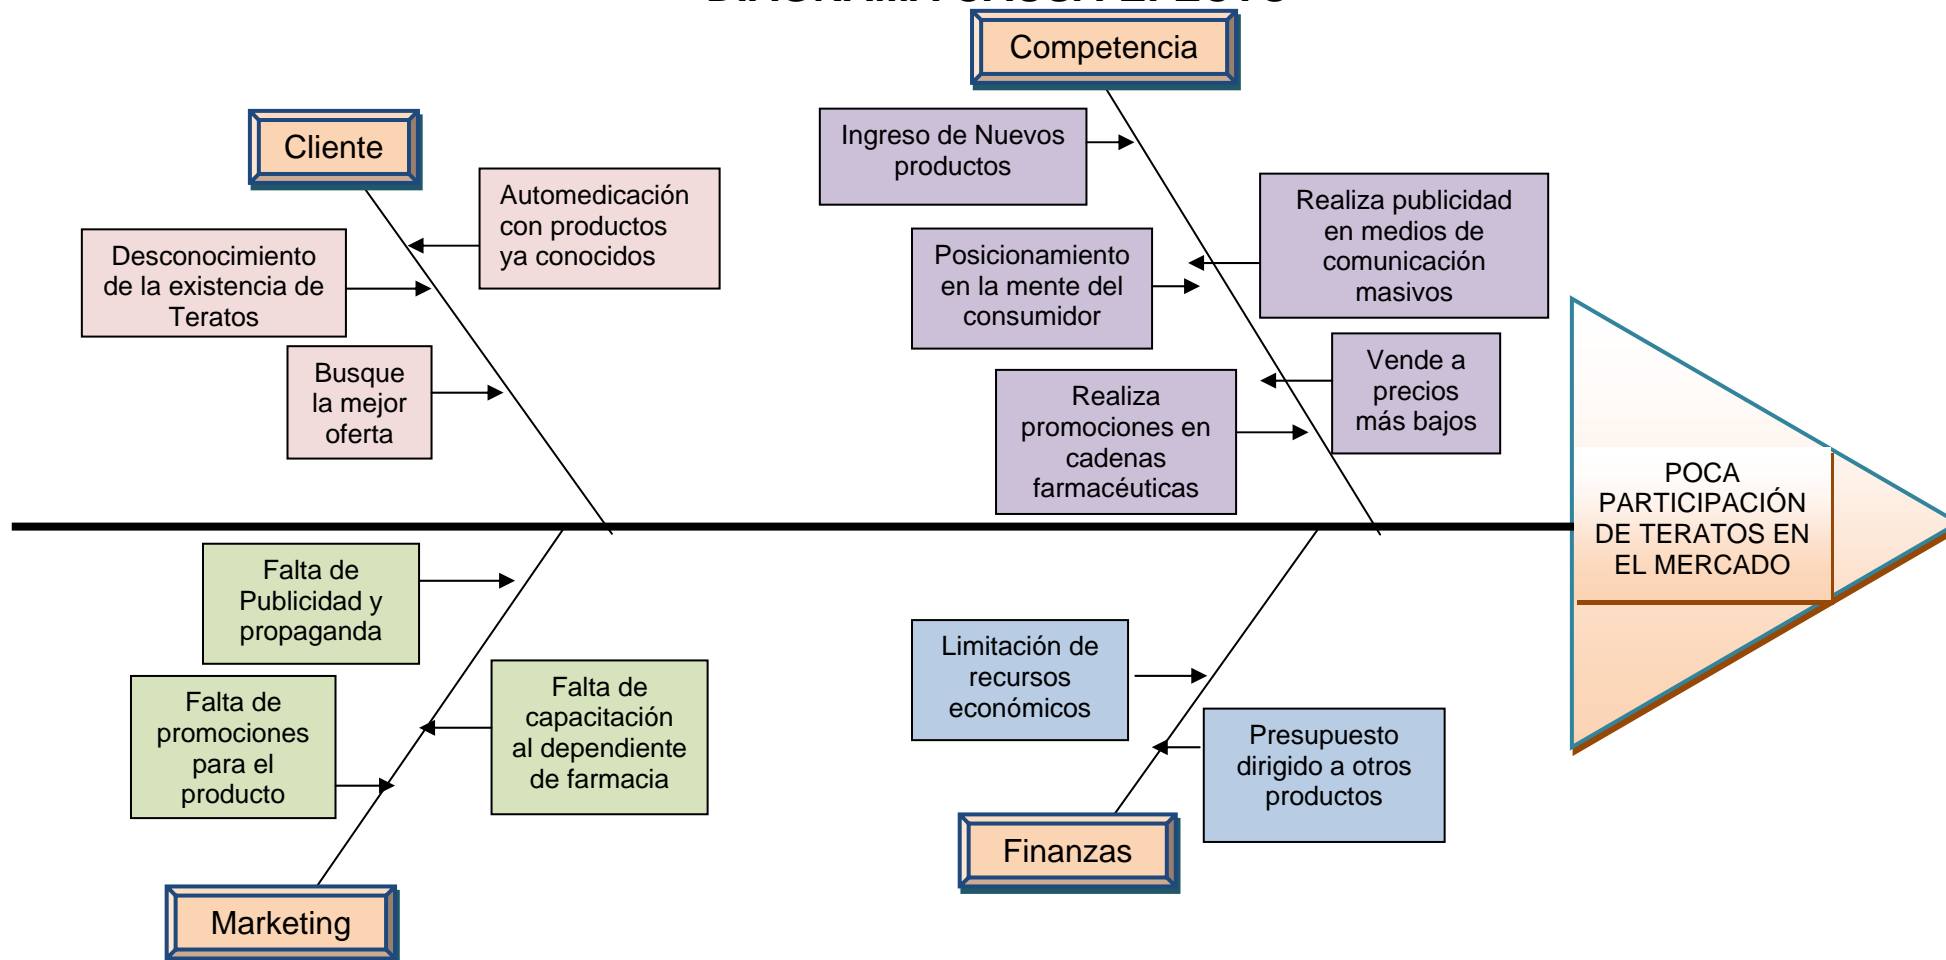 Competencia
Cliente
Ingreso de Nuevos
productos
Automedicación
con productos
ya conocidos
Realiza publicidad
en medios de
comunicación
masivos
Desconocimiento
de la existencia de
Teratos
Posicionamiento
en la mente del
consumidor
Busque
la mejor
oferta
Vende a
precios
más bajos
Realiza
promociones en
cadenas
farmacéuticas
POCA
PARTICIPACIÓN
DE TERATOS EN
EL MERCADO
Falta de
Publicidad y
propaganda
Limitación de
recursos
económicos
Falta de
promociones
para el
producto
Falta de
capacitación
al dependiente
de farmacia
Presupuesto
dirigido a otros
productos
Finanzas
Marketing